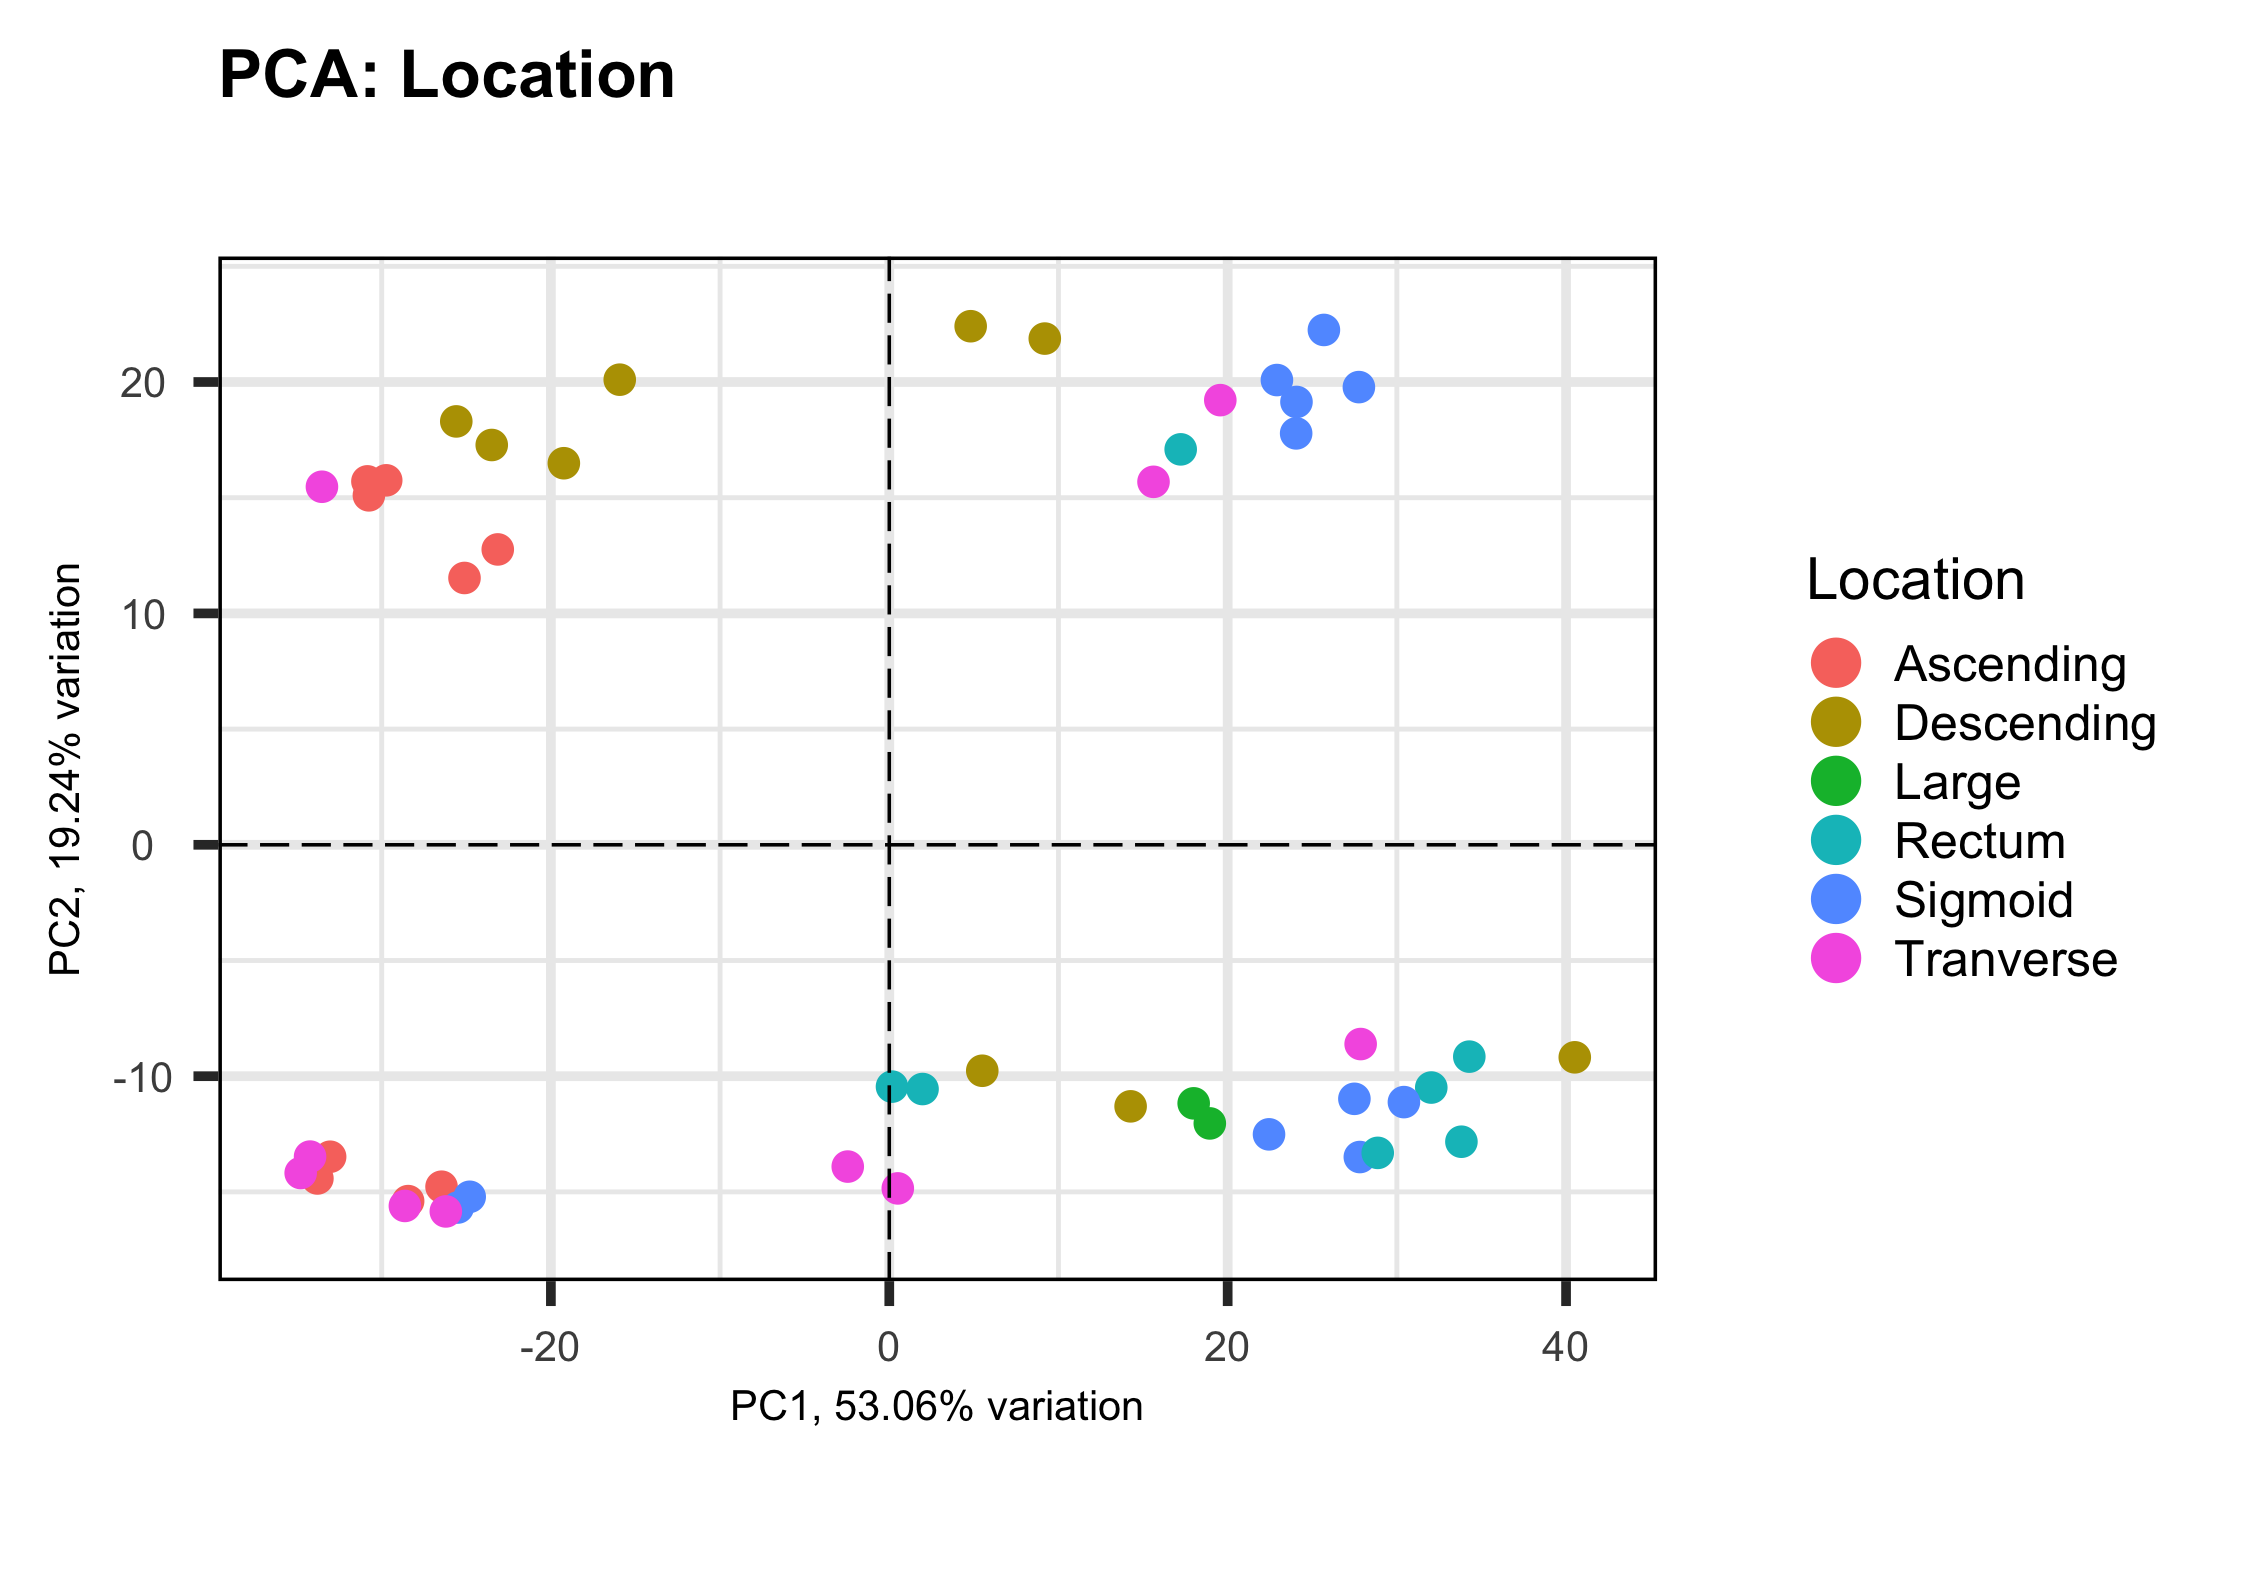 PCA: Location
20
10
0
-10
PC2, 19.24% variation
-20
0
20
40
PC1, 53.06% variation
Location
Ascending
Descending
Large
Rectum
Sigmoid
Tranverse